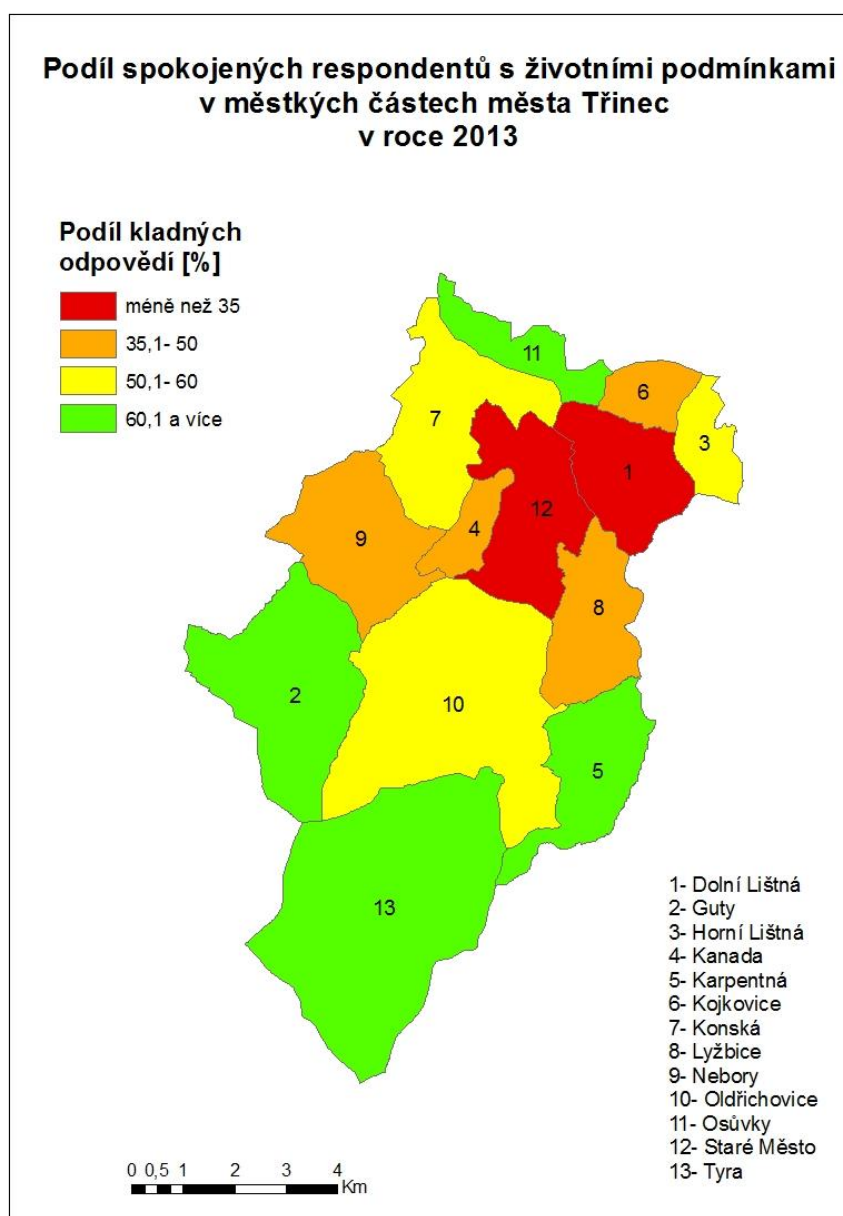 Podíl spokojených respondentů s životními podmínkami
v městkých částech města Třinec
v roce 2013
Podíl kladných
odpovědí [%]
méně než 35
35,1- 50
50,1- 60
60,1 a více
11
6
7
3
1
12
4
9
8
2
10
5
13
1- Dolní Lištná
2- Guty
3- Horní Lištná
4- Kanada
5- Karpentná
6- Kojkovice
7- Konská
8- Lyžbice
9- Nebory
10- Oldřichovice
11- Osůvky
12- Staré Město
13- Tyra
0 0,5 1 2 3 4
Km